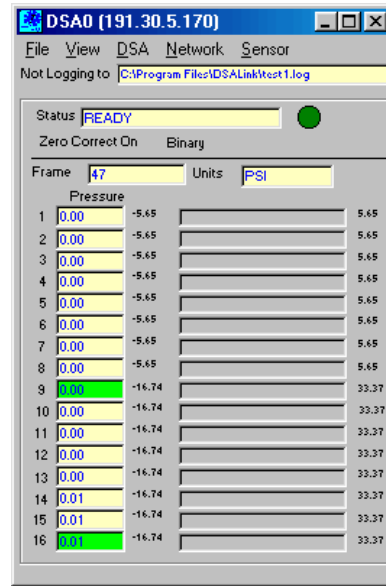 DSA0 (191.30.5.170)
File View DSA Network Sensor
Not Logging to C:\Program Files\DSALink\test1.log
Status READY
Zero Correct On Binary
Frame 47 Units PSI
Pressure
1 0.00 -5.65 5.65
2 0.00 -5.65 5.65
3 0.00 -5.65 5.65
4 0.00 -5.65 5.65
5 0.00 -5.65 5.65
6 0.00 -5.65 5.65
7 0.00 -5.65 5.65
8 0.00 -5.65 5.65
9 0.00 -16.74 33.37
10 0.00 -16.74 33.37
11 0.00 -16.74 33.37
12 0.00 -16.74 33.37
13 0.00 -16.74 33.37
14 0.01 -16.74 33.37
15 0.01 -16.74 33.37
16 0.01 -16.74 33.37